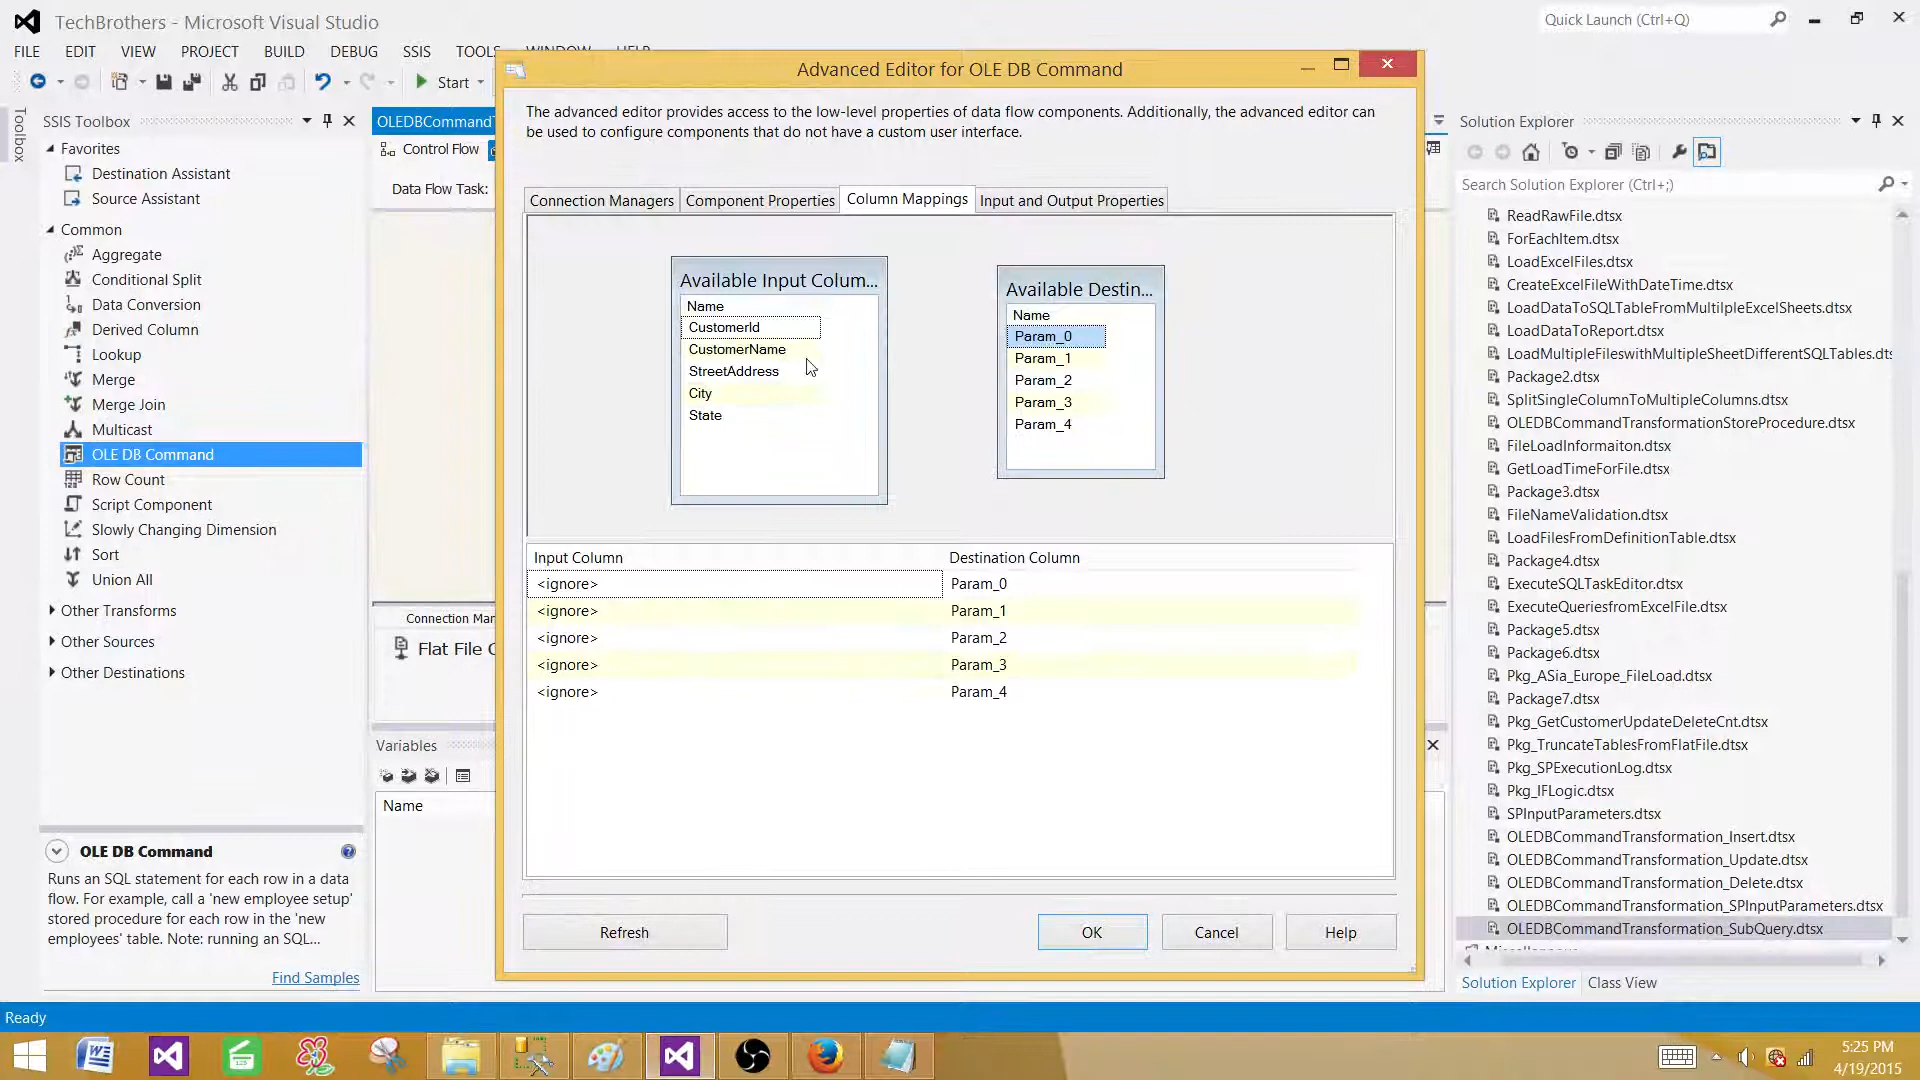 TechBrothers - Microsoft Visual Studio
Quick Launch (Ctrl+Q)
FILE EDIT VIEW PROJECT BUILD DEBUG SSIS TOOLS WINDOW HELP
Start
Advanced Editor for OLE DB Command
The advanced editor provides access to the low-level properties of data flow components. Additionally, the advanced editor can
be used to configure components that do not have a custom user interface.
Connection Managers
Component Properties
Column Mappings
Input and Output Properties
Available Input Colum...
Name
CustomerId
CustomerName
StreetAddress
City
State
Available Destin...
Name
Param_0
Param_1
Param_2
Param_3
Param_4
Input Column Destination Column
<ignore> Param_0
<ignore> Param_1
<ignore> Param_2
<ignore> Param_3
<ignore> Param_4
Refresh
OK
Cancel
Help
Toolbox
SSIS Toolbox
Favorites
Destination Assistant
Source Assistant
Common
Aggregate
Conditional Split
Data Conversion
Derived Column
Lookup
Merge
Merge Join
Multicast
OLE DB Command
Row Count
Script Component
Slowly Changing Dimension
Sort
Union All
Other Transforms
Other Sources
Other Destinations
OLE DB Command
Runs an SQL statement for each row in a data
flow. For example, call a 'new employee setup'
stored procedure for each row in the 'new
employees' table. Note: running an SQL...
Find Samples
OLEDBCommandT
Control Flow
Data Flow Task:
Connection Mar
Flat File C
Variables
Name
Solution Explorer
Search Solution Explorer (Ctrl+;)
ReadRawFile.dtsx
ForEachItem.dtsx
LoadExcelFiles.dtsx
CreateExcelFileWithDateTime.dtsx
LoadDataToSQLTableFromMultilpleExcelSheets.dtsx
LoadDataToReport.dtsx
LoadMultipleFileswithMultipleSheetDifferentSQLTables.dts
Package2.dtsx
SplitSingleColumnToMultipleColumns.dtsx
OLEDBCommandTransformationStoreProcedure.dtsx
FileLoadInformaiton.dtsx
GetLoadTimeForFile.dtsx
Package3.dtsx
FileNameValidation.dtsx
LoadFilesFromDefinitionTable.dtsx
Package4.dtsx
ExecuteSQLTaskEditor.dtsx
ExecuteQueriesfromExcelFile.dtsx
Package5.dtsx
Package6.dtsx
Pkg_ASia_Europe_FileLoad.dtsx
Package7.dtsx
Pkg_GetCustomerUpdateDeleteCnt.dtsx
Pkg_TruncateTablesFromFlatFile.dtsx
Pkg_SPExecutionLog.dtsx
Pkg_IFLogic.dtsx
SPInputParameters.dtsx
OLEDBCommandTransformation_Insert.dtsx
OLEDBCommandTransformation_Update.dtsx
OLEDBCommandTransformation_Delete.dtsx
OLEDBCommandTransformation_SPInputParameters.dtsx
OLEDBCommandTransformation_SubQuery.dtsx
Solution Explorer Class View
Ready
5:25 PM
4/19/2015